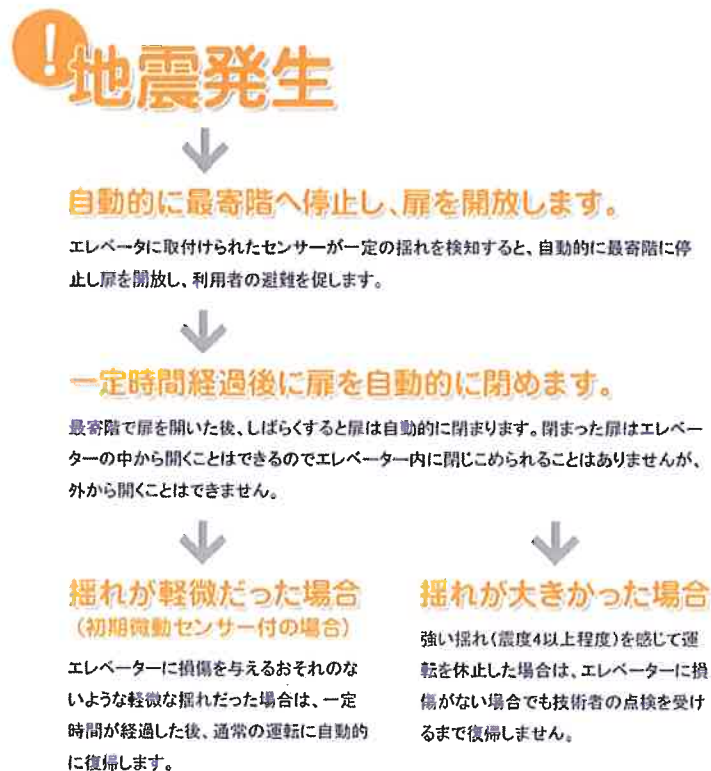 !地震発生
自動的に最寄階へ停止し、扉を開放します。
エレベータに取付けられたセンサーが一定の揺れを検知すると、自動的に最寄階に停
止し扉を開放し、利用者の避難を促します。
一定時間経過後に扉を自動的に閉めます。
最寄階で扉を開いた後、しばらくすると扉は自動的に閉まります。閉まった扉はエレベー
ターの中から開くことはできるのでエレベーター内に閉じこめられることはありませんが、
外から開くことはできません。
揺れが軽微だった場合
(初期微動センサー付の場合)
エレベーターに損傷を与えるおそれのな
いような軽微な揺れだった場合は、一定
時間が経過した後、通常の運転に自動的
に復帰します。
揺れが大きかった場合
強い揺れ(震度4以上程度)を感じて運
転を休止した場合は、エレベーターに損
傷がない場合でも技術者の点検を受け
るまで復帰しません。